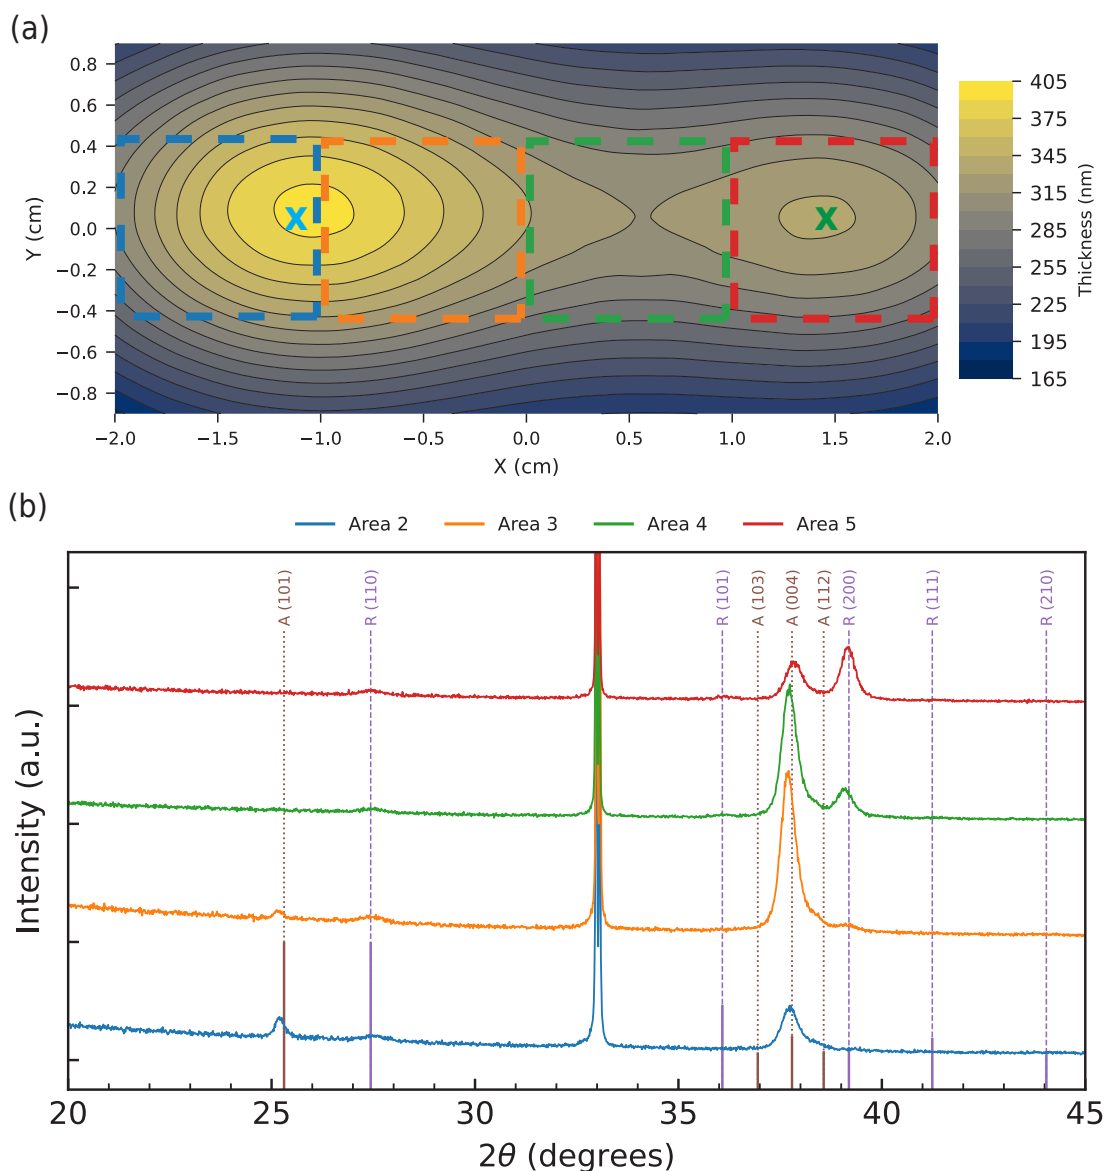 (a)
0.8
0.6
0.4
0.2
0.0
−0.2
−0.4
−0.6
−0.8
Y (cm)
X
X
−2.0 −1.5 −1.0 −0.5 0.0 0.5 1.0 1.5 2.0
X (cm)
405
375
345
315
285
255
225
195
165
Thickness (nm)
(b)
Area 2 Area 3 Area 4 Area 5
A (101)
R (110)
R (101)
A (103)
A (004)
A (112)
R (200)
R (111)
R (210)
Intensity (a.u.)
20 25 30 35 40 45
2θ (degrees)